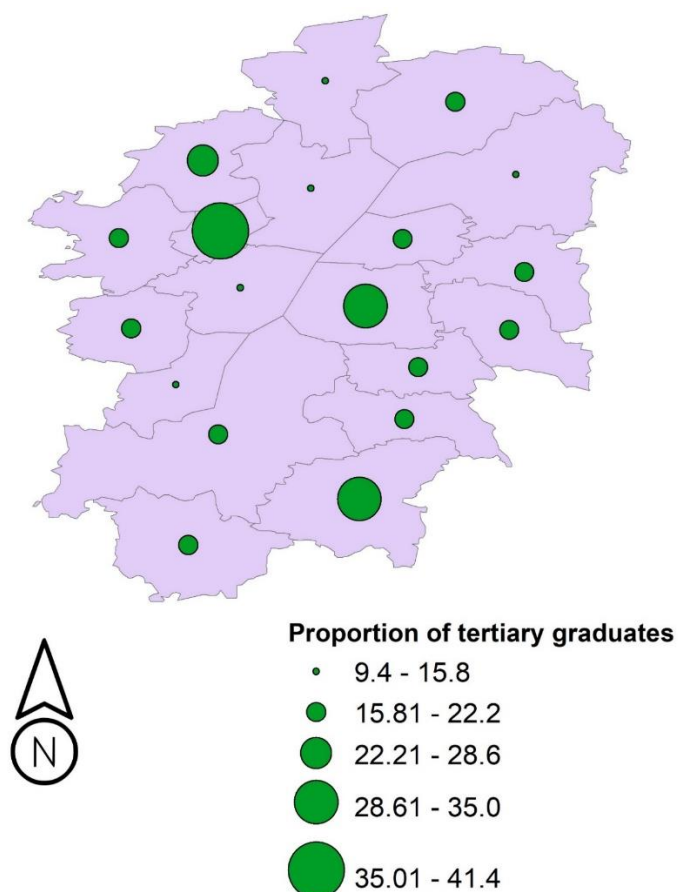 Proportion of tertiary graduates
9.4 - 15.8
15.81 - 22.2
N
22.21 - 28.6
28.61 - 35.0
35.01 - 41.4